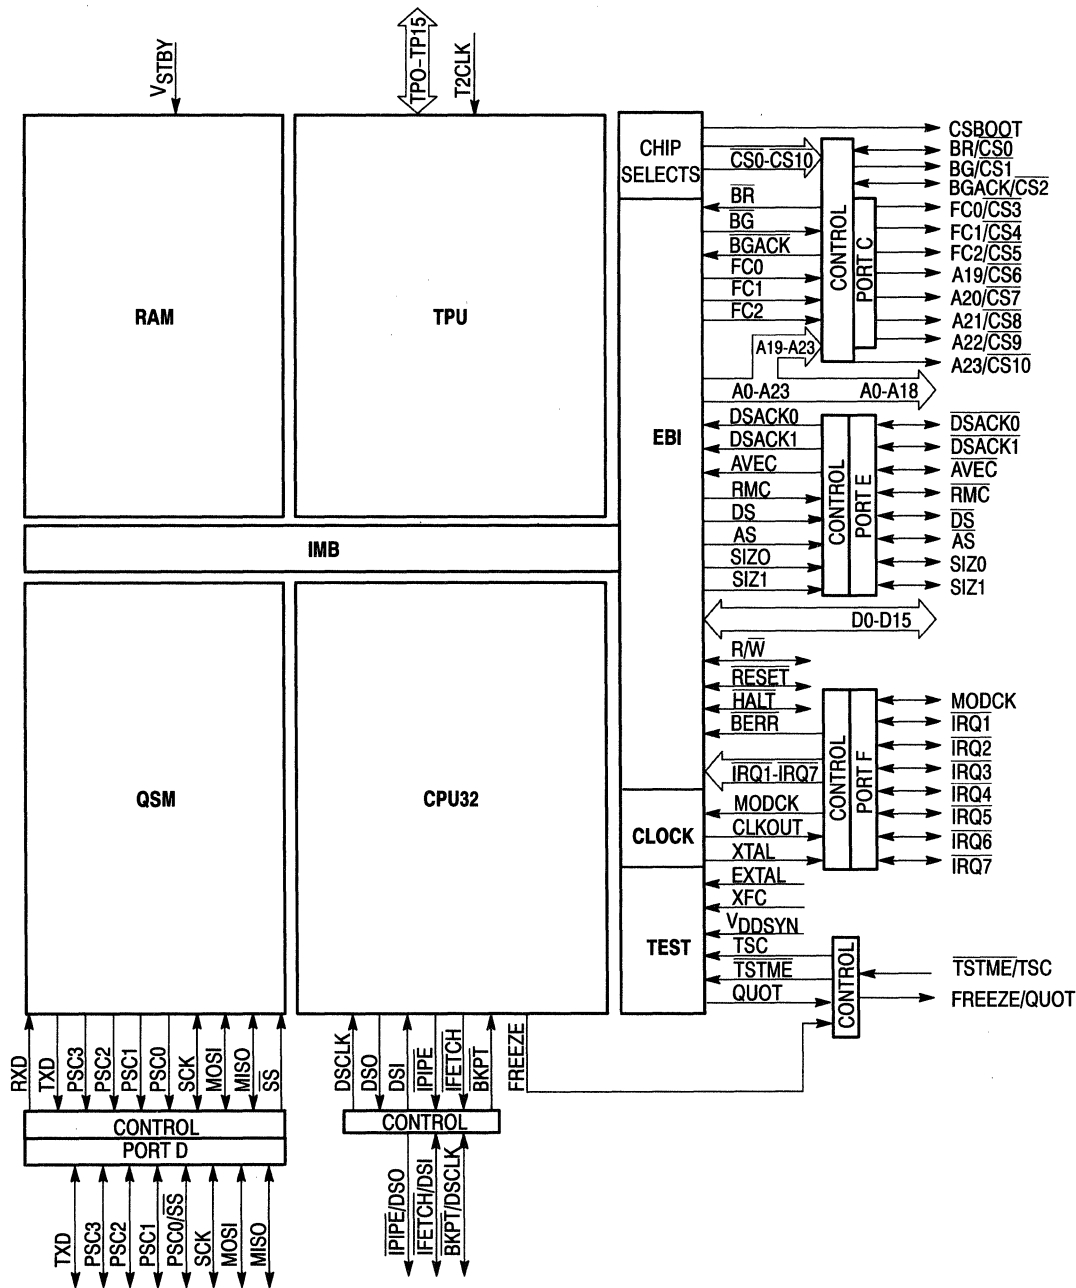 VSTBY
TPO-TP15
T2CLK
RAM
TPU
IMB
QSM
CPU32
CHIP
SELECTS
EBI
CLOCK
TEST
CS0-CS10
BR
BG
BGACK
FC0
FC1
FC2
A19-A23
A0-A23
A0-A18
CONTROL
PORT C
CSBOOT
BR/CS0
BG/CS1
BGACK/CS2
FC0/CS3
FC1/CS4
FC2/CS5
A19/CS6
A20/CS7
A21/CS8
A22/CS9
A23/CS10
DSACK0
DSACK1
AVEC
RMC
DS
AS
SIZO
SIZ1
CONTROL
PORT E
DSACK0
DSACK1
AVEC
RMC
DS
AS
SIZ0
SIZ1
D0-D15
R/W
RESET
HALT
BERR
IRQ1-IRQ7
MODCK
CLKOUT
XTAL
EXTAL
XFC
VDDSYN
TSC
TSTME
QUOT
CONTROL
PORT F
MODCK
IRQ1
IRQ2
IRQ3
IRQ4
IRQ5
IRQ6
IRQ7
CONTROL
TSTME/TSC
FREEZE/QUOT
RXD
TXD
PSC3
PSC2
PSC1
PSC0
SCK
MOSI
MISO
SS
CONTROL
PORT D
TXD
PSC3
PSC2
PSC1
PSC0/SS
SCK
MOSI
MISO
DSCLK
DSO
DSI
IPIPE
IFETCH
BKPT
FREEZE
CONTROL
IPIPE/DSO
IFETCH/DSI
BKPT/DSCLK